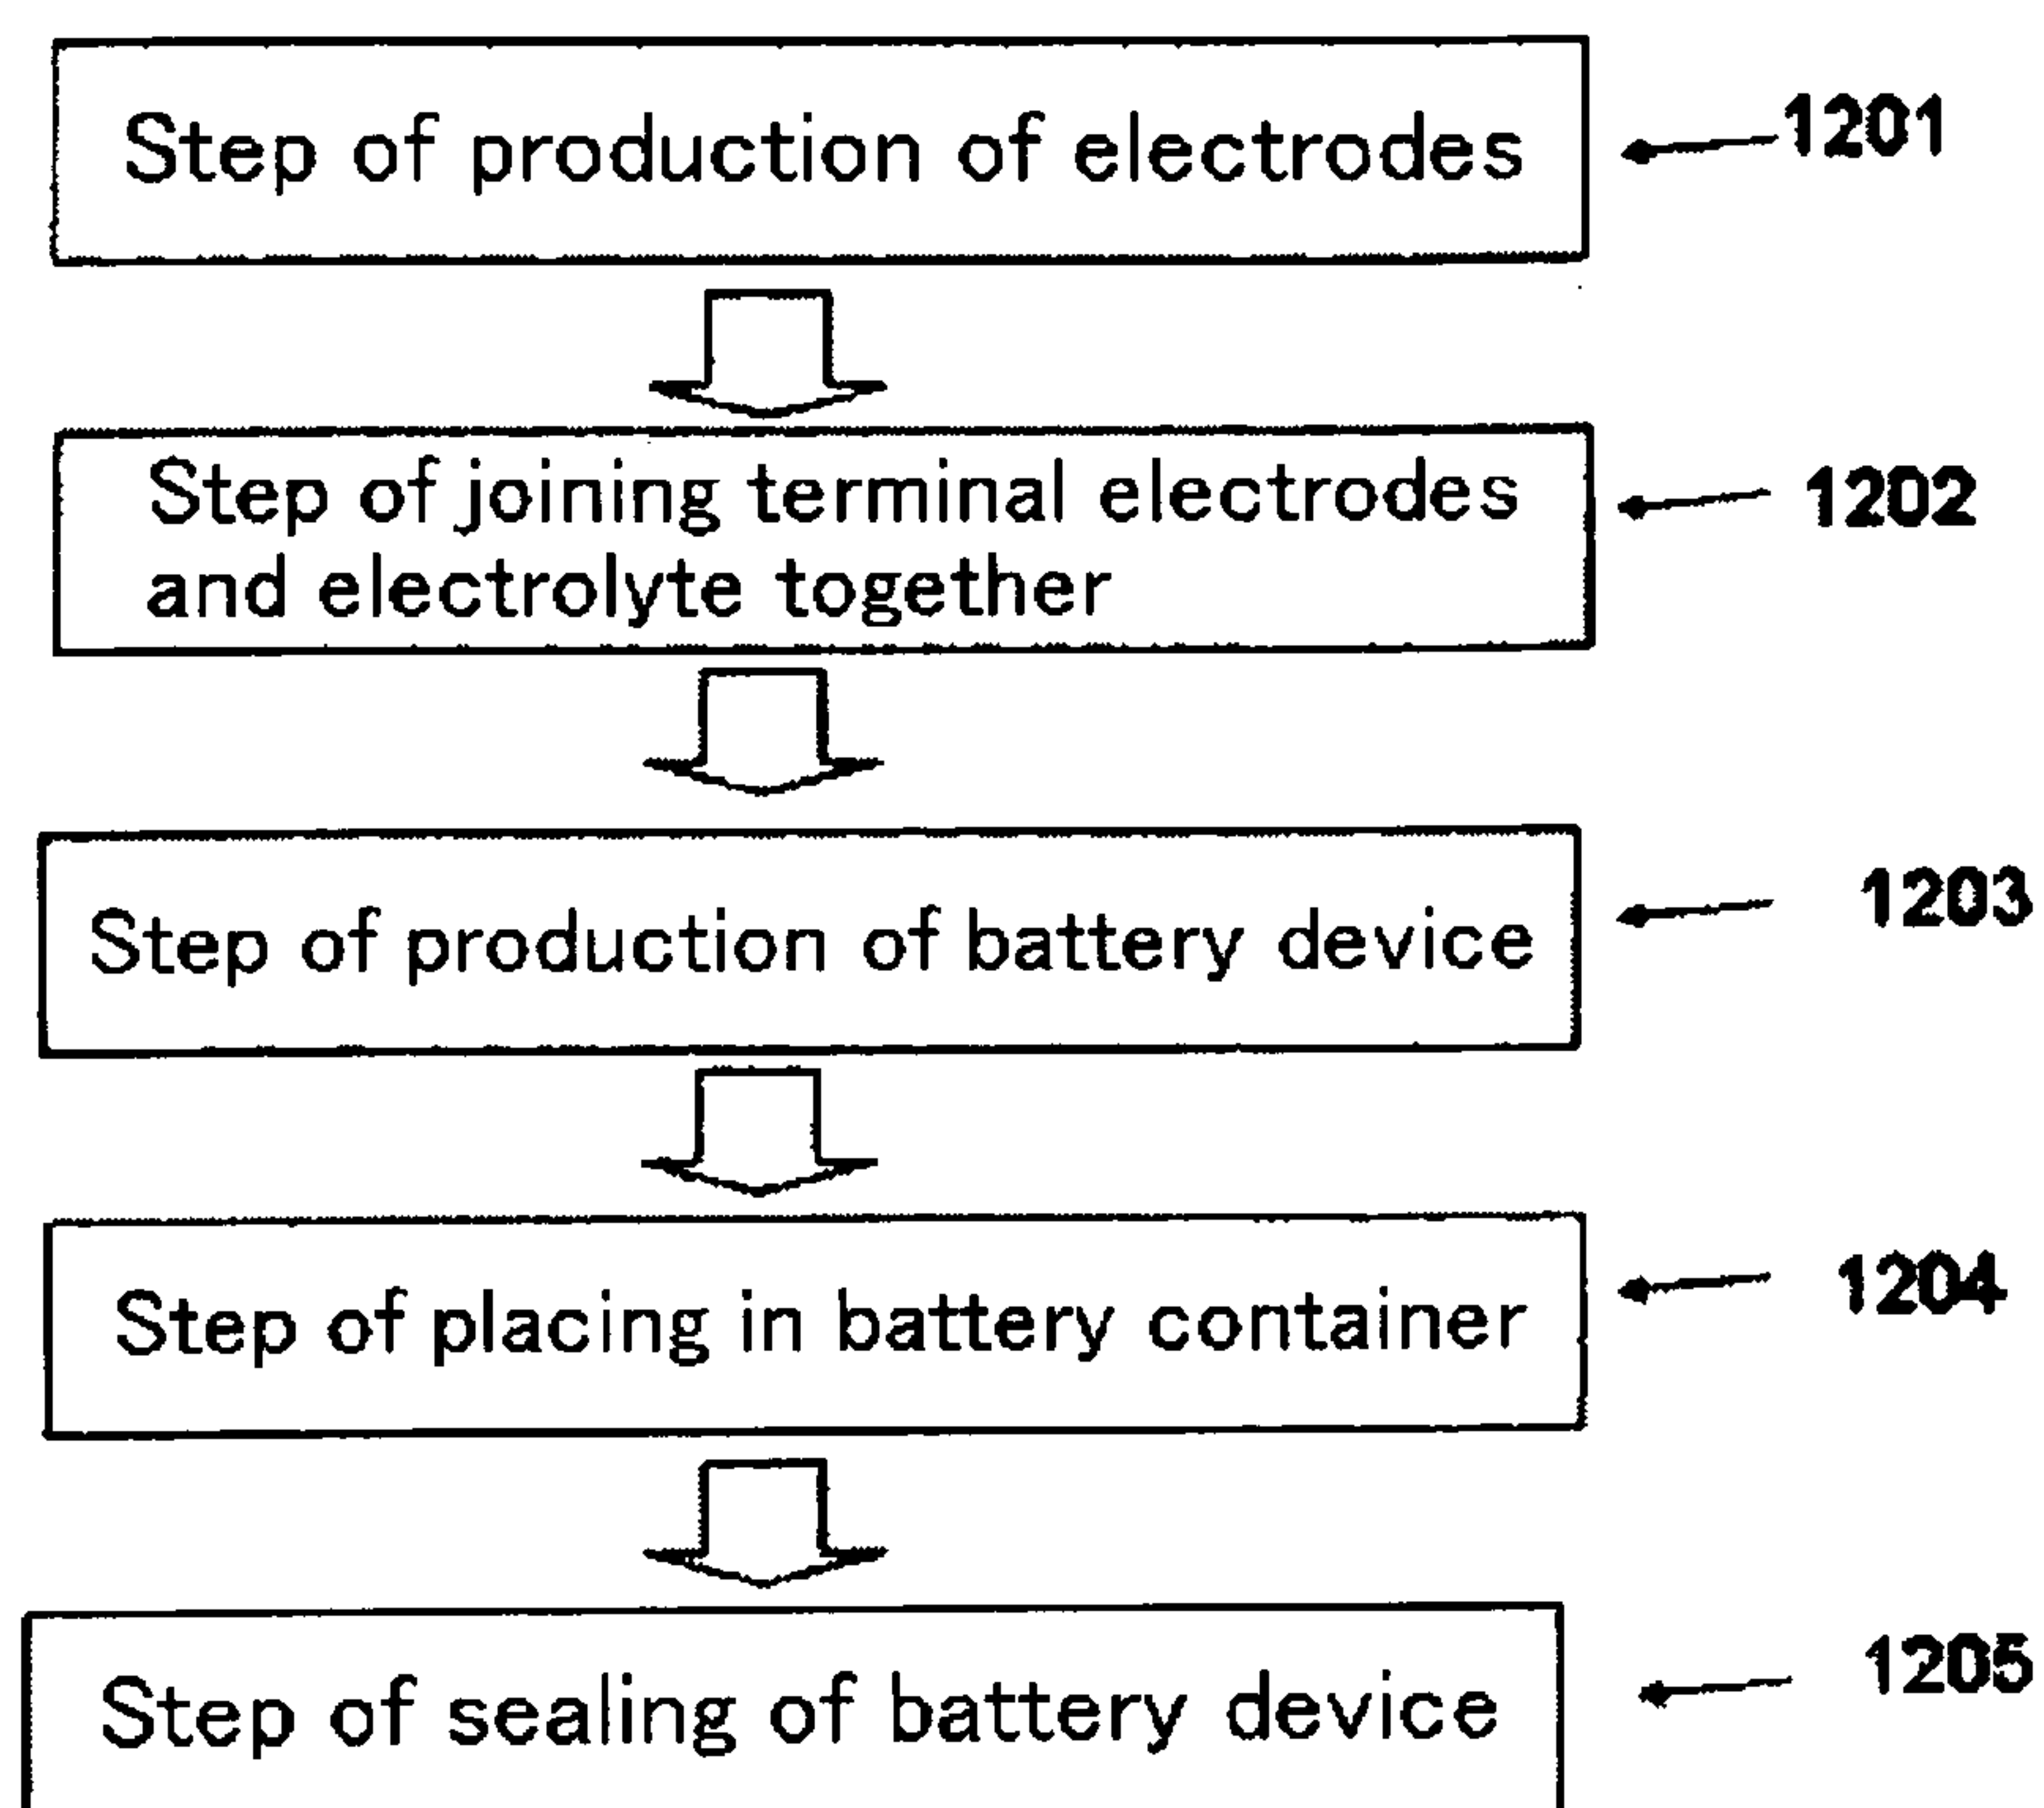 Step of production of electrodes
1201
Step of joining terminal electrodes
and electrolyte together
1202
Step of production of battery device
1203
Step of placing in battery container
1204
Step of sealing of battery device
1205